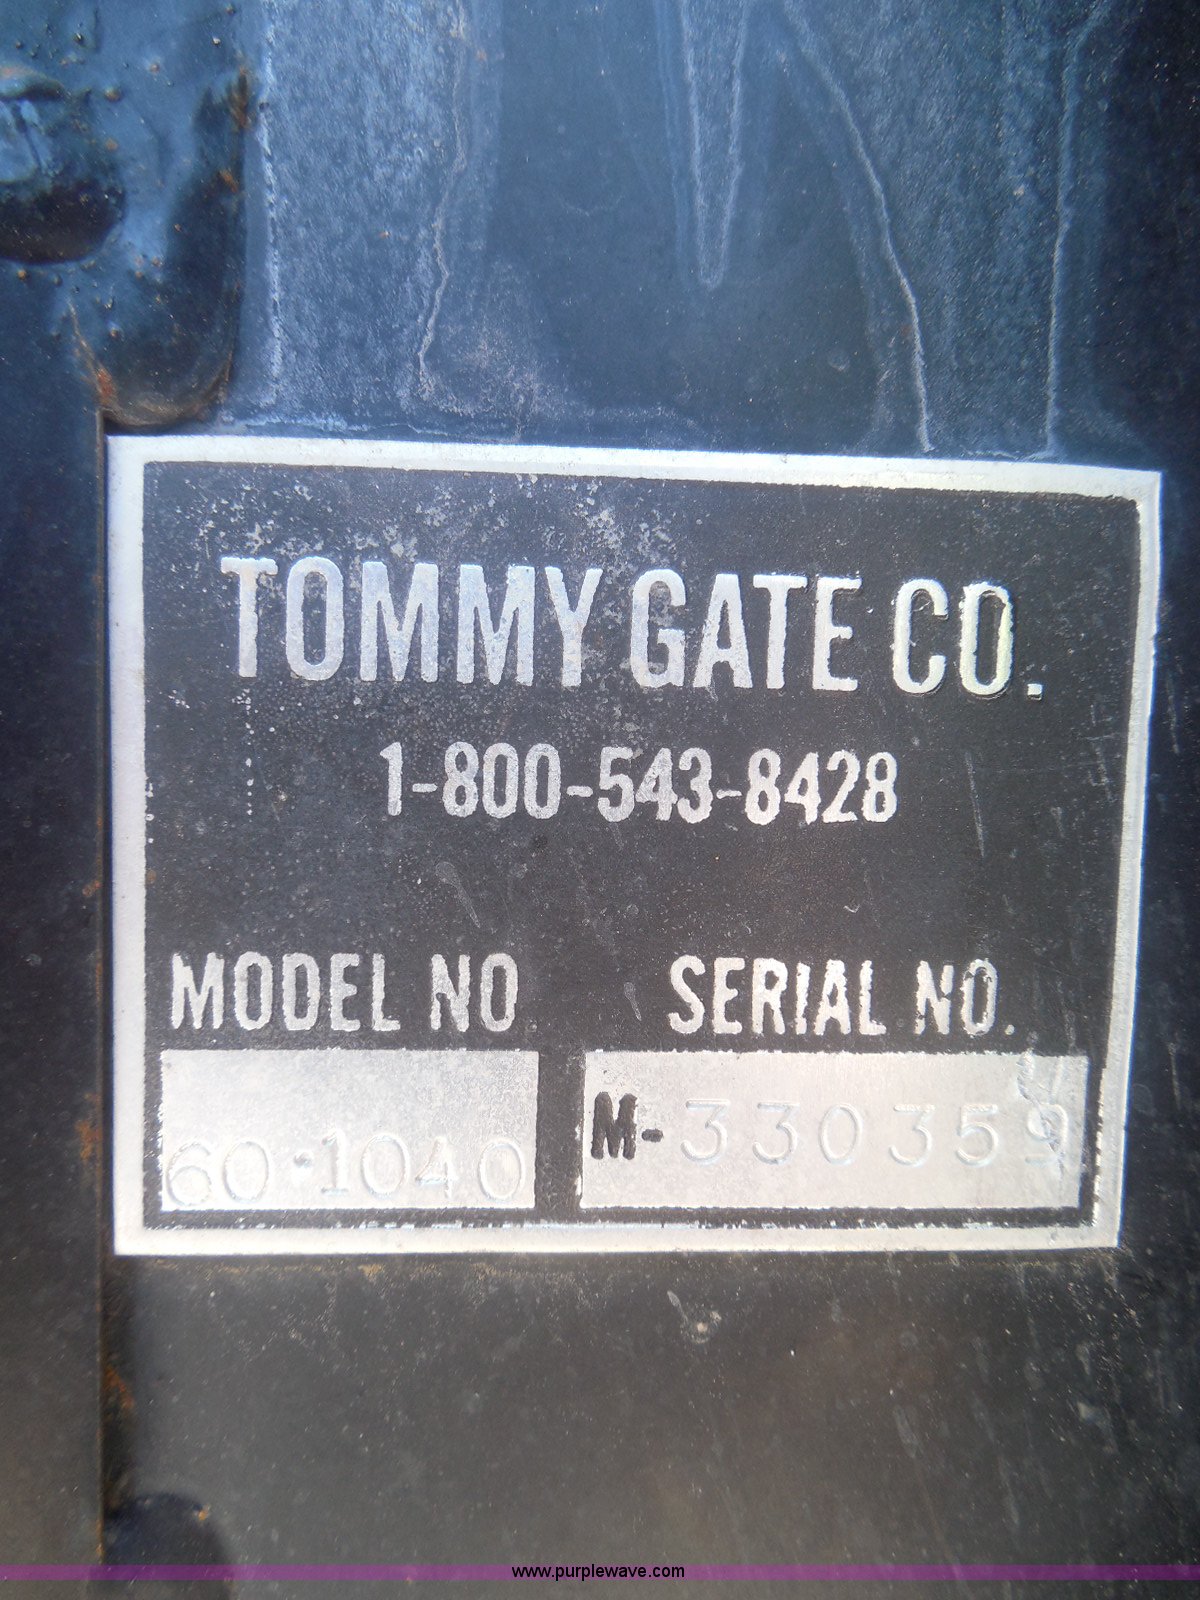 TOMMY GATE CO.
1-800-543-8428
MODEL NO SERIAL NO.
60-1040 M-330359
www.purplewave.com